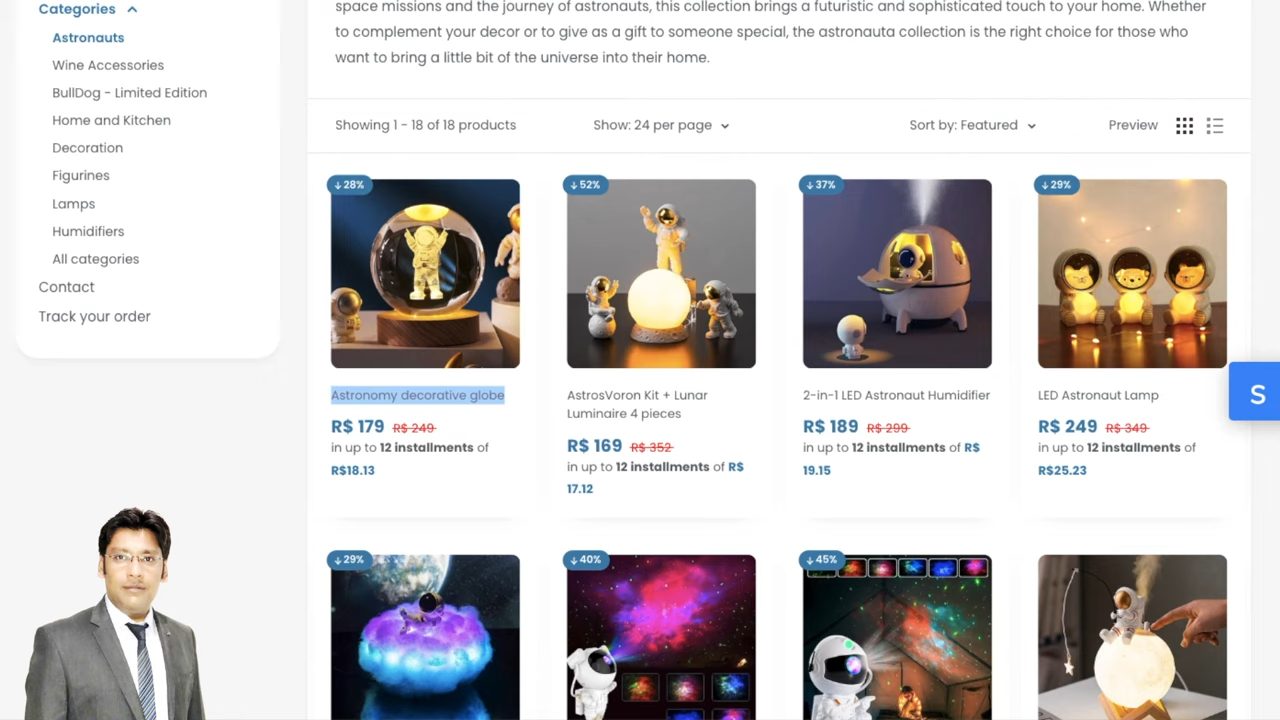 Categories
Astronauts
Wine Accessories
BullDog - Limited Edition
Home and Kitchen
Decoration
Figurines
Lamps
Humidifiers
All categories
Contact
Track your order
space missions and the journey of astronauts, this collection brings a futuristic and sophisticated touch to your home. Whether
to complement your decor or to give as a gift to someone special, the astronauta collection is the right choice for those who
want to bring a little bit of the universe into their home.
Showing 1 - 18 of 18 products
Show: 24 per page
Sort by: Featured
Preview
↓28%
Astronomy decorative globe
R$ 179 R$ 249
in up to 12 installments of
R$18.13
↓52%
AstrosVoron Kit + Lunar
Luminaire 4 pieces
R$ 169 R$ 352
in up to 12 installments of R$
17.12
↓37%
2-in-1 LED Astronaut Humidifier
R$ 189 R$ 299
in up to 12 installments of R$
19.15
↓29%
LED Astronaut Lamp
R$ 249 R$ 349
in up to 12 installments of
R$25.23
S
↓29%
↓40%
↓45%